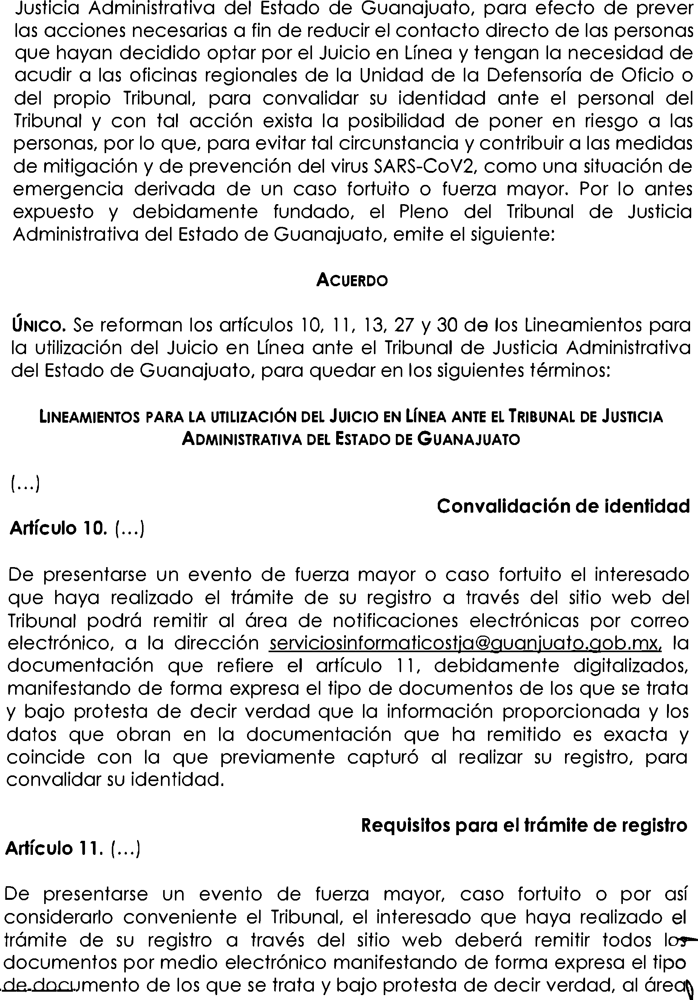 Justicia Administrativa del Estado de Guanajuato, para efecto de prever
las acciones necesarias a fin de reducir el contacto directo de las personas
que hayan decidido optar por el Juicio en Línea y tengan la necesidad de
acudir a las oficinas regionales de la Unidad de la Defensoría de Oficio o
del propio Tribunal, para convalidar su identidad ante el personal del
Tribunal y con tal acción exista la posibilidad de poner en riesgo a las
personas, por lo que, para evitar tal circunstancia y contribuir a las medidas
de mitigación y de prevención del virus SARS-CoV2, como una situación de
emergencia derivada de un caso fortuito o fuerza mayor. Por lo antes
expuesto y debidamente fundado, el Pleno del Tribunal de Justicia
Administrativa del Estado de Guanajuato, emite el siguiente:
ACUERDO
ÚNICO. Se reforman los artículos 10, 11, 13, 27 y 30 de los Lineamientos para
la utilización del Juicio en Línea ante el Tribunal de Justicia Administrativa
del Estado de Guanajuato, para quedar en los siguientes términos:
LINEAMIENTOS PARA LA UTILIZACIÓN DEL JUICIO EN LÍNEA ANTE EL TRIBUNAL DE JUSTICIA
ADMINISTRATIVA DEL ESTADO DE GUANAJUATO
(...)
Convalidación de identidad
Artículo 10. (...)
De presentarse un evento de fuerza mayor o caso fortuito el interesado
que haya realizado el trámite de su registro a través del sitio web del
Tribunal podrá remitir al área de notificaciones electrónicas por correo
electrónico, a la dirección serviciosinformaticostja@guanjuato.gob.mx, la
documentación que refiere el artículo 11, debidamente digitalizados,
manifestando de forma expresa el tipo de documentos de los que se trata
y bajo protesta de decir verdad que la información proporcionada y los
datos que obran en la documentación que ha remitido es exacta y
coincide con la que previamente capturó al realizar su registro, para
convalidar su identidad.
Requisitos para el trámite de registro
Artículo 11. (...)
De presentarse un evento de fuerza mayor, caso fortuito o por así
considerarlo conveniente el Tribunal, el interesado que haya realizado el
trámite de su registro a través del sitio web deberá remitir todos los
documentos por medio electrónico manifestando de forma expresa el tipo
de documento de los que se trata y bajo protesta de decir verdad, al área